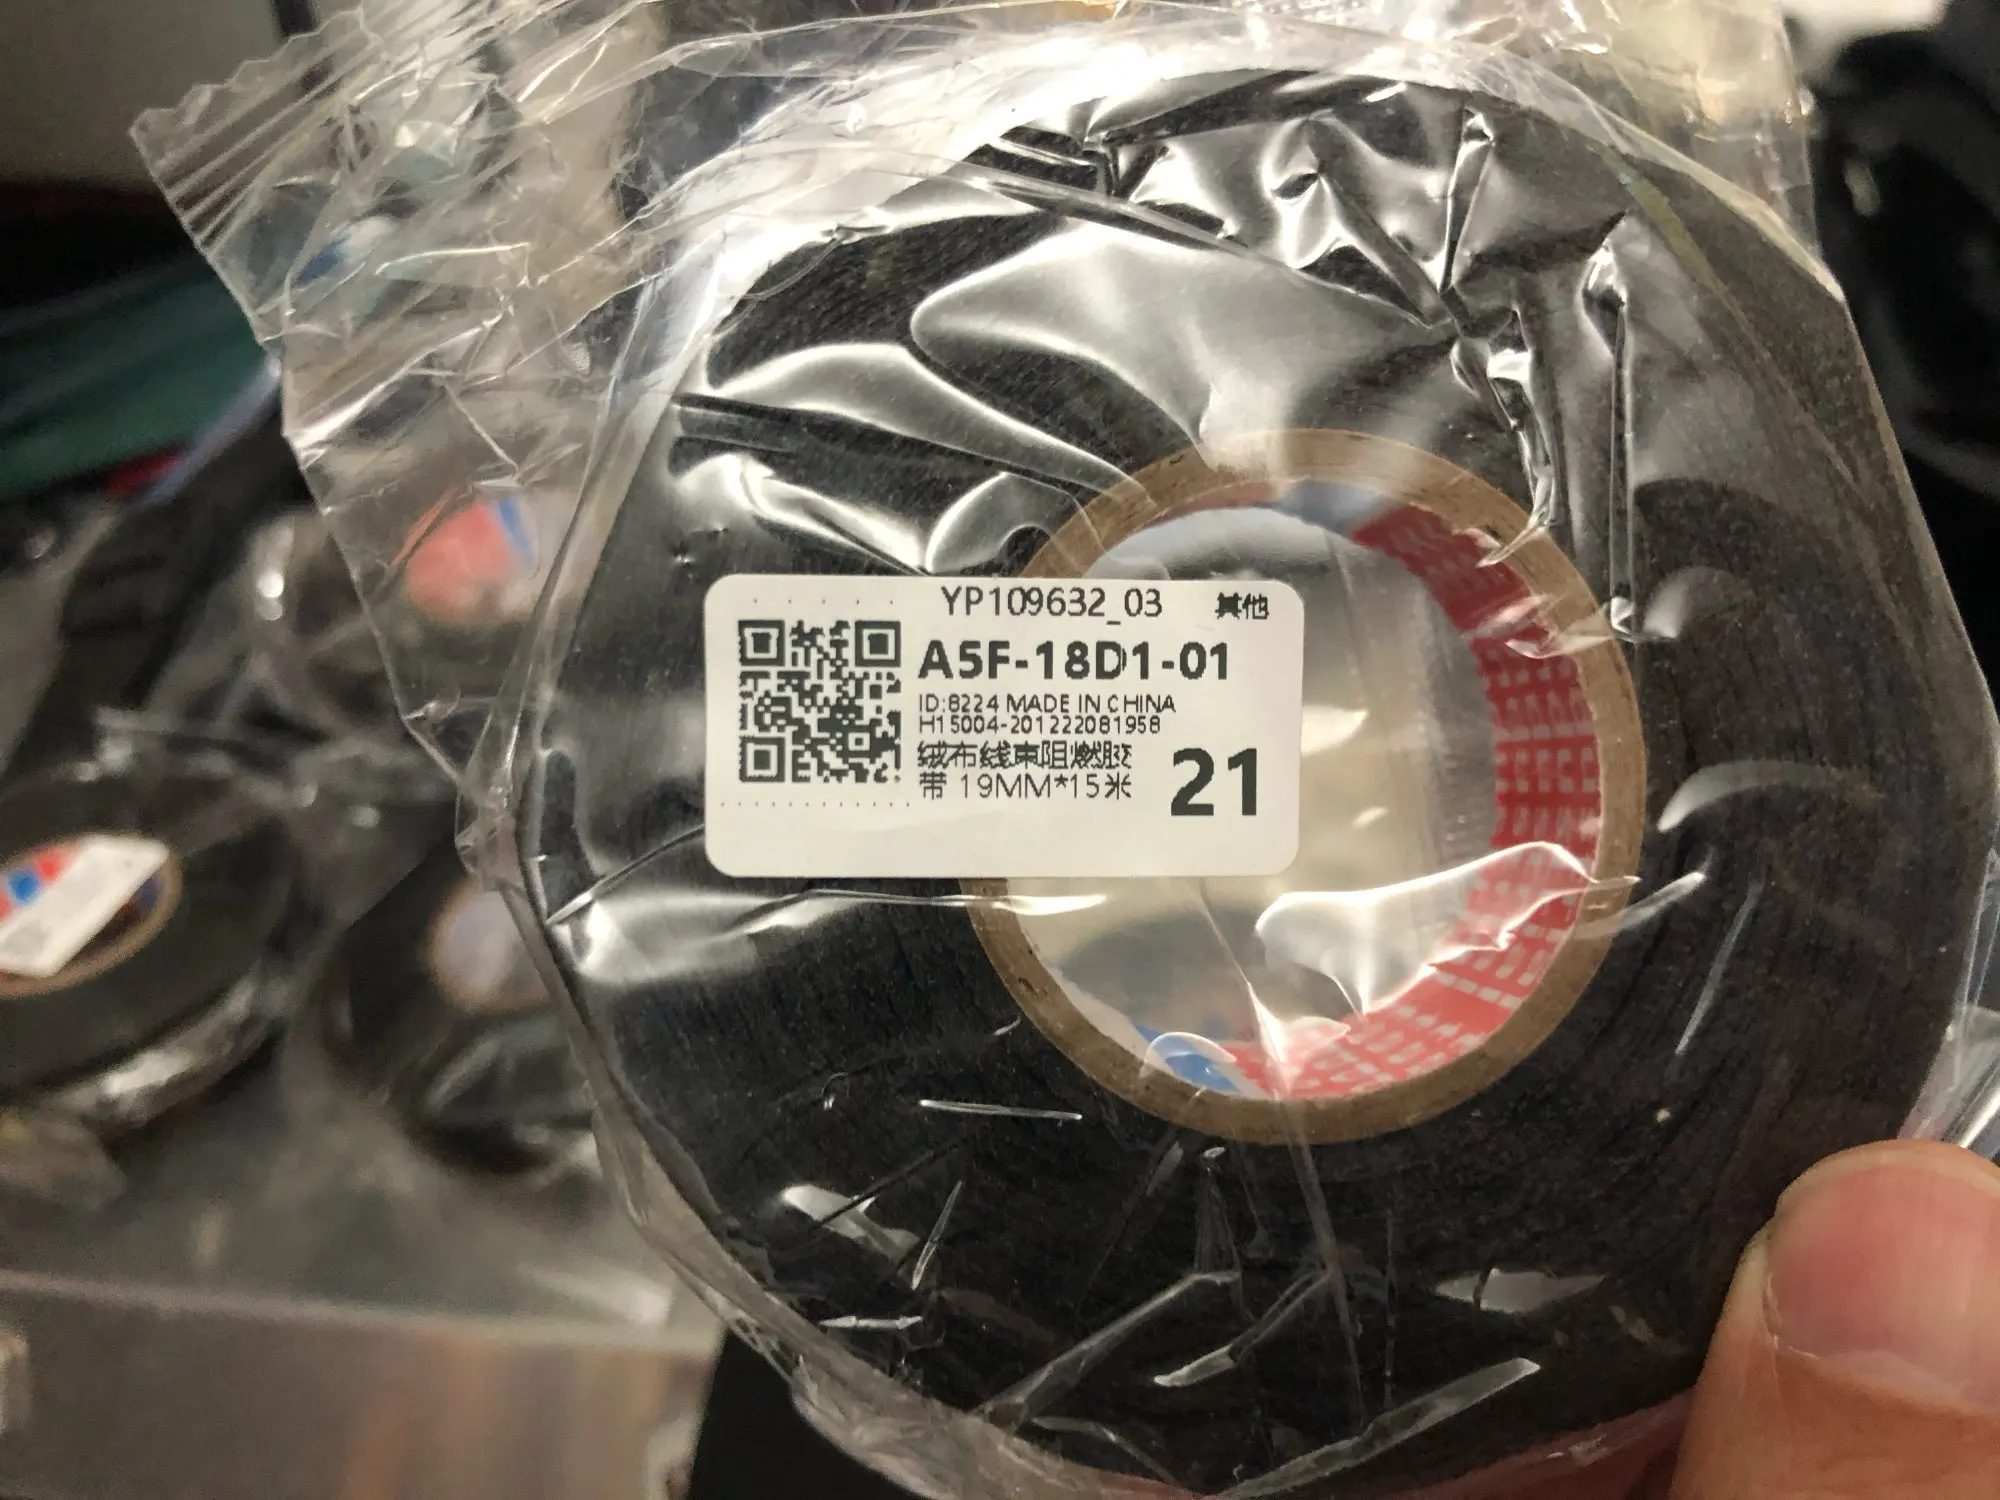 YP109632_03 其他
A5F-18D1-01
ID:8224 MADE IN CHINA
H15004-201222081958
绒布线束阻燃胶
带 19MM*15米
21